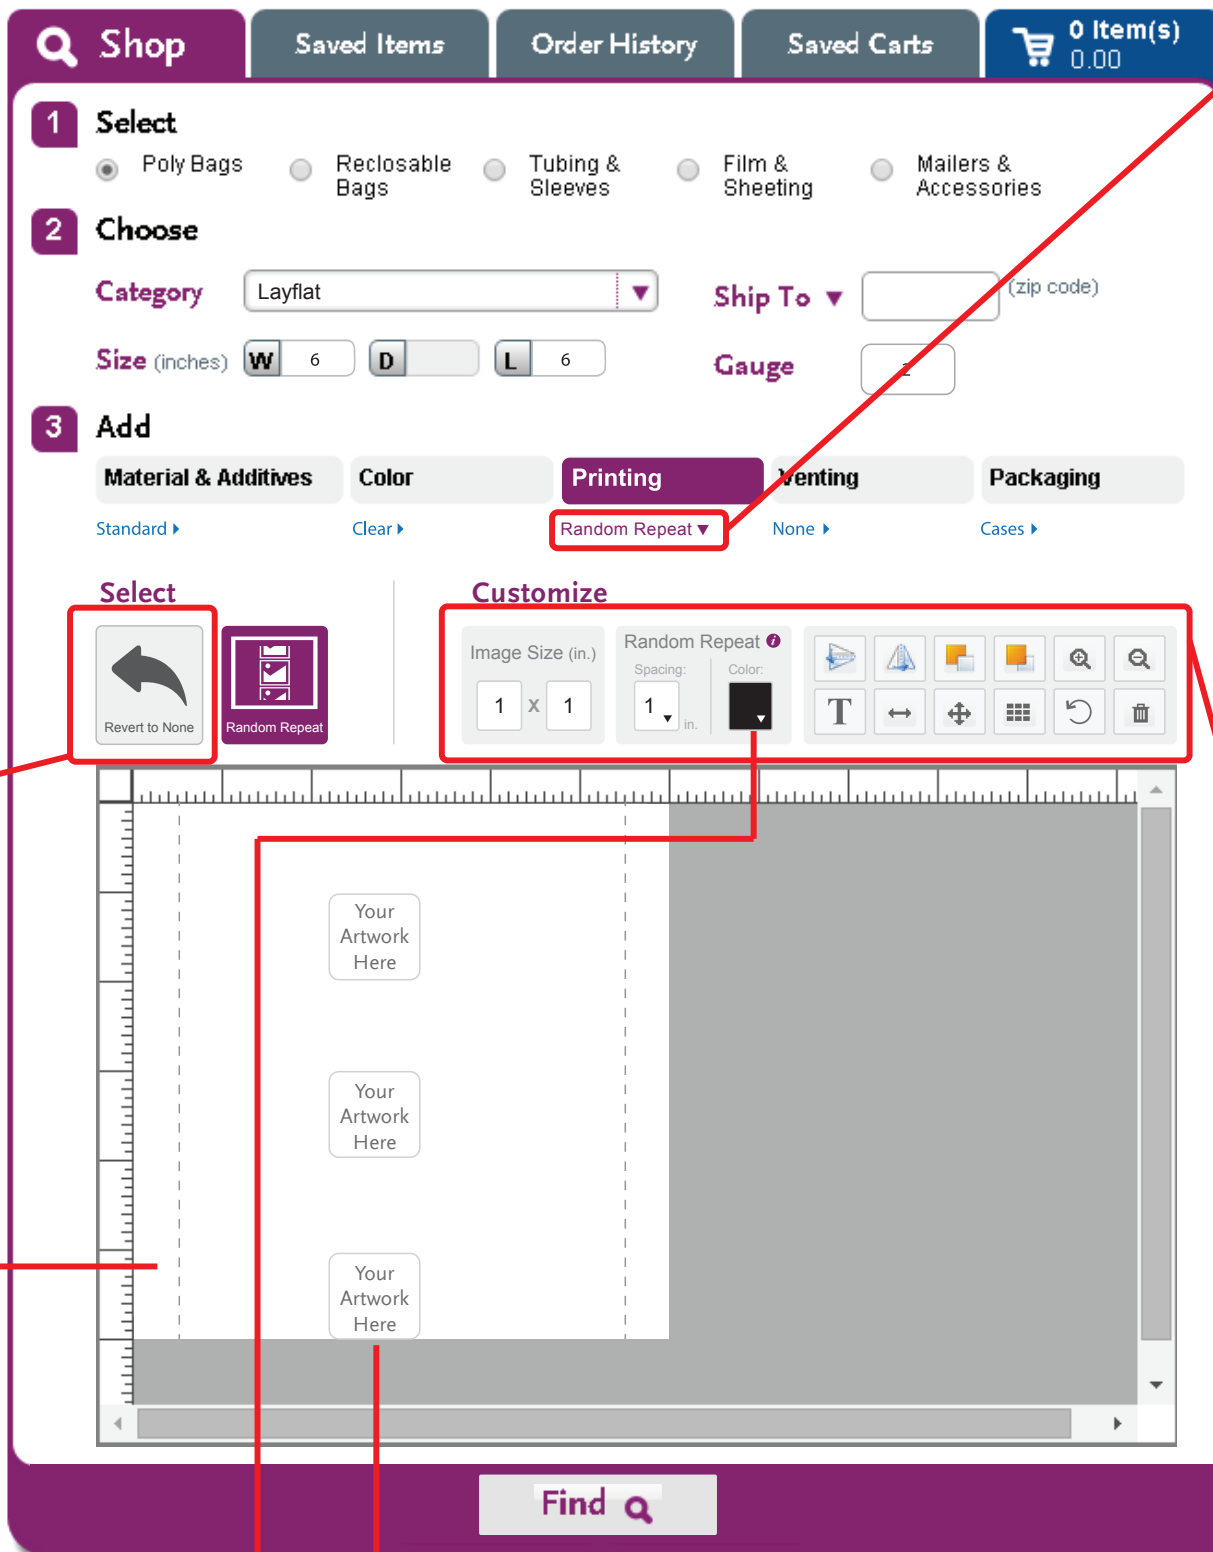 Shop
Saved Items
Order History
Saved Carts
0 Item(s)
0.00
1 Select
Poly Bags
Reclosable
Bags
Tubing &
Sleeves
Film &
Sheeting
Mailers &
Accessories
2 Choose
Category
Layflat
Ship To
(zip code)
Size (inches)
W 6
D
L 6
Gauge
2
3 Add
Material & Additives
Color
Printing
Venting
Packaging
Standard
Clear
Random Repeat
None
Cases
Select
Customize
Revert to None
Random Repeat
Image Size (in.)
1 X 1
Random Repeat i
Spacing:
Color:
1
in.
T
Your
Artwork
Here
Your
Artwork
Here
Your
Artwork
Here
Find